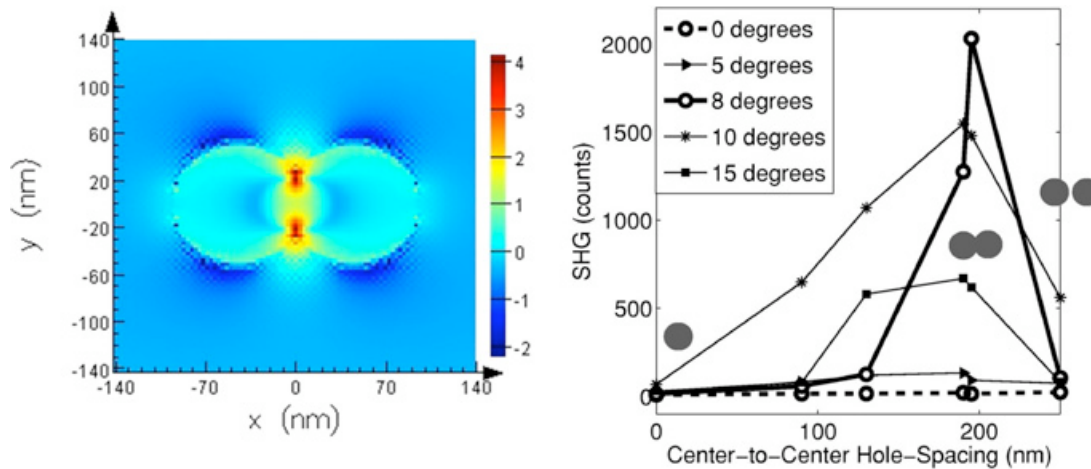 140
100
60
20
-20
-60
-100
-140
y (nm)
-140 -70 0 70 140
x (nm)
4
3
2
1
0
-1
-2
0 degrees
5 degrees
8 degrees
10 degrees
15 degrees
2000
1500
1000
500
0
SHG (counts)
0 100 200
Center-to-Center Hole-Spacing (nm)